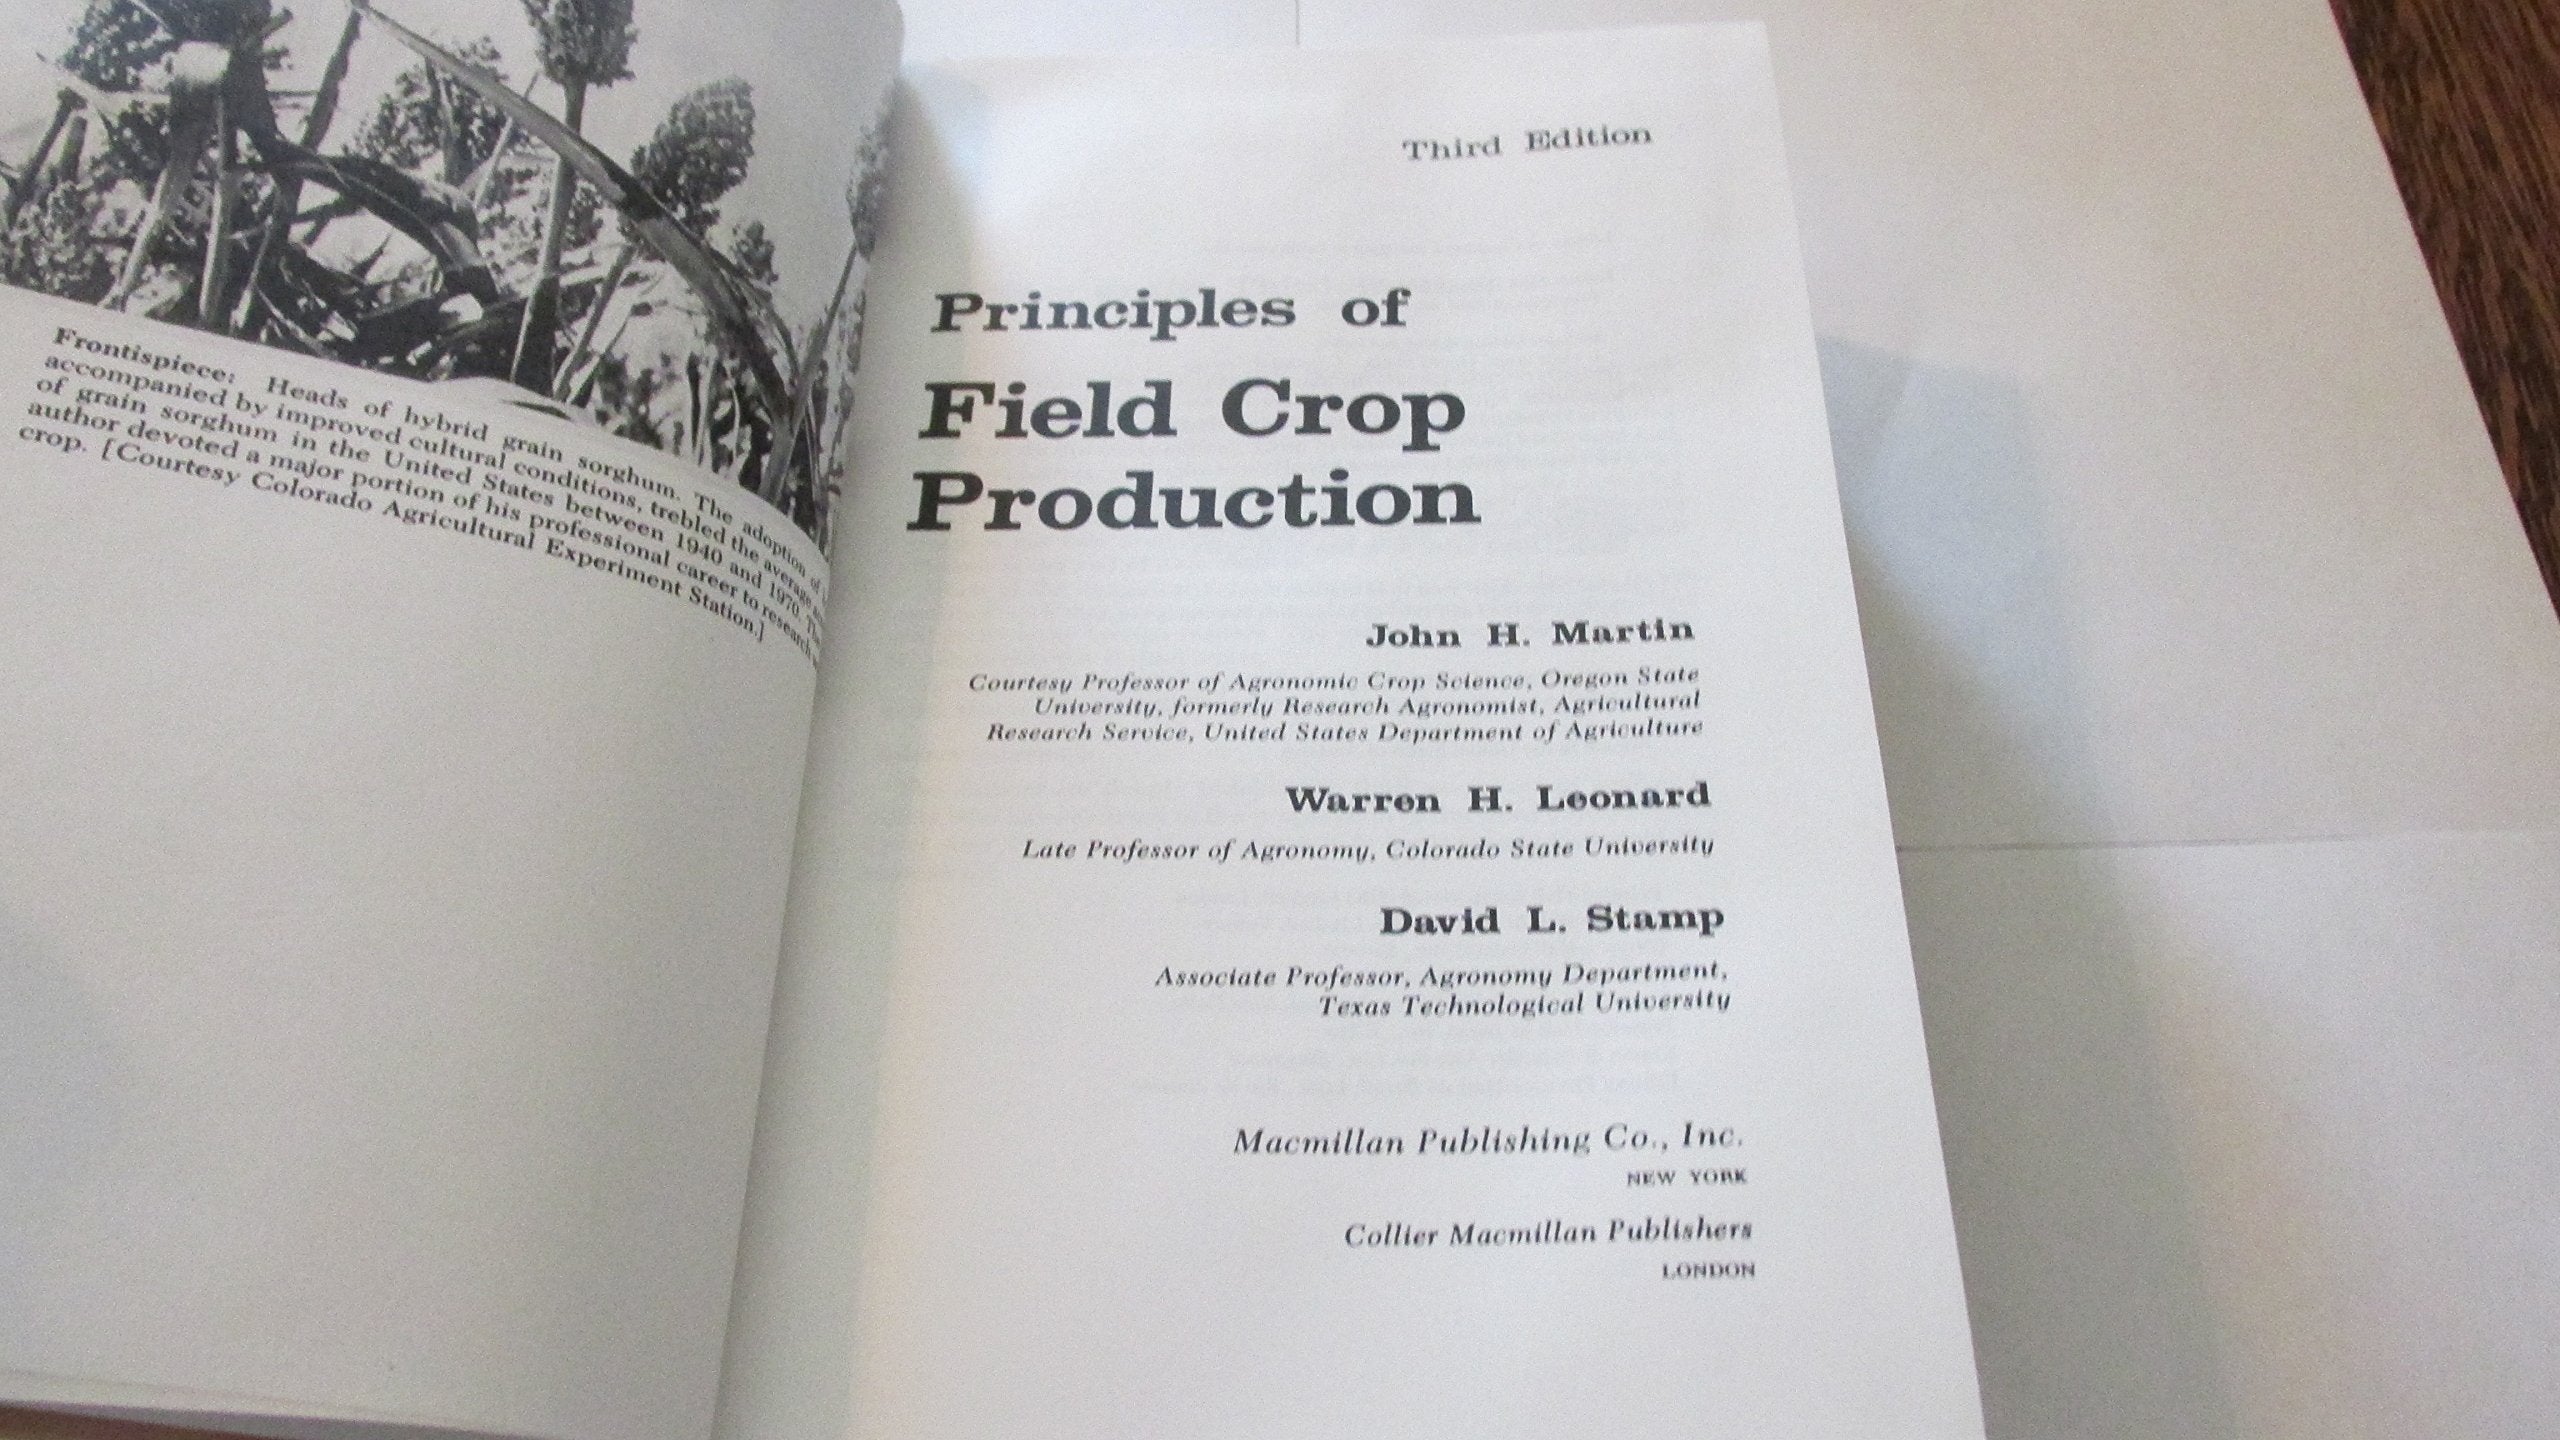 Frontispiece: Heads of hybrid grain sorghum. The adoption of
accompanied by improved cultural conditions, trebled the average
of grain sorghum in the United States between 1940 and 1970. The
author devoted a major portion of his professional career to research
crop. [Courtesy Colorado Agricultural Experiment Station.]
Third Edition
Principles of
Field Crop
Production
John H. Martin
Courtesy Professor of Agronomic Crop Science, Oregon State
University, formerly Research Agronomist, Agricultural
Research Service, United States Department of Agriculture
Warren H. Leonard
Late Professor of Agronomy, Colorado State University
David L. Stamp
Associate Professor, Agronomy Department,
Texas Technological University
Macmillan Publishing Co., Inc.
NEW YORK
Collier Macmillan Publishers
LONDON